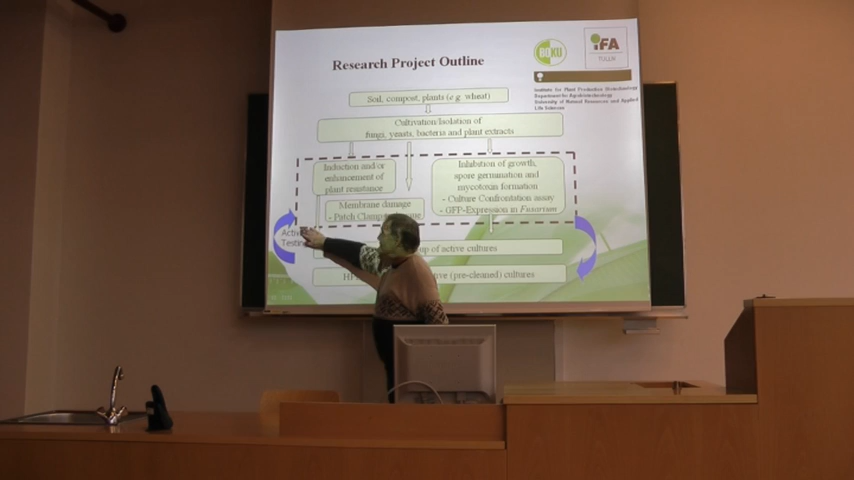 Research Project Outline
BOKU
iFA
TULLN
Institute for Plant Production Biotechnology
Department for Agrobiotechnology
University of Natural Resources and Applied
Life Sciences
Soil, compost, plants (e.g. wheat)
Cultivation/Isolation of
fungi, yeasts, bacteria and plant extracts
Induction and/or
enhancement of
plant resistance
Inhibition of growth,
spore germination and
mycotoxin formation
- Culture Confrontation assay
- GFP-Expression in Fusarium
Membrane damage
- Patch Clamp
Testing
up of active cultures
(pre-cleaned) cultures